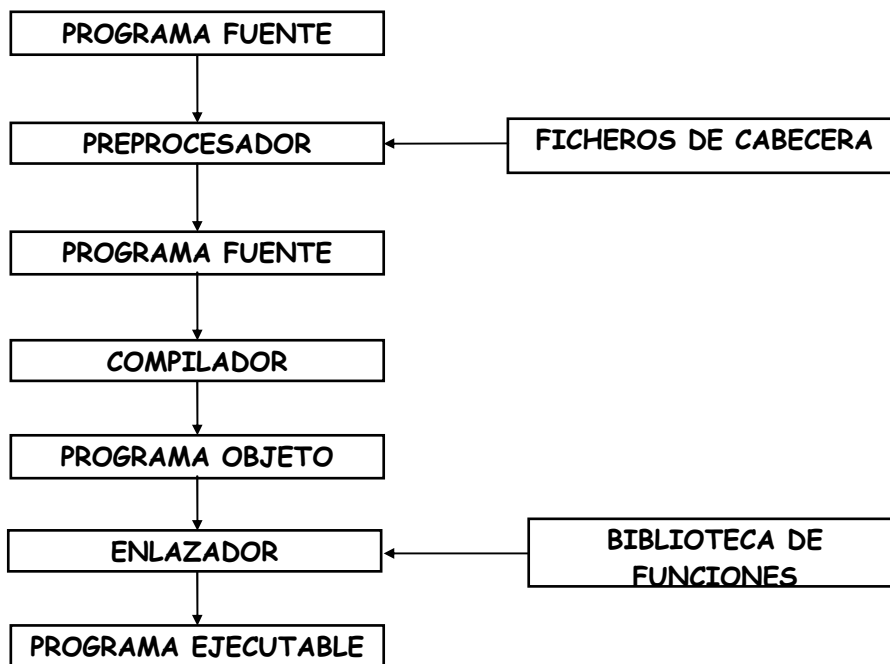 PROGRAMA FUENTE
PREPROCESADOR
FICHEROS DE CABECERA
PROGRAMA FUENTE
COMPILADOR
PROGRAMA OBJETO
ENLAZADOR
BIBLIOTECA DE
FUNCIONES
PROGRAMA EJECUTABLE